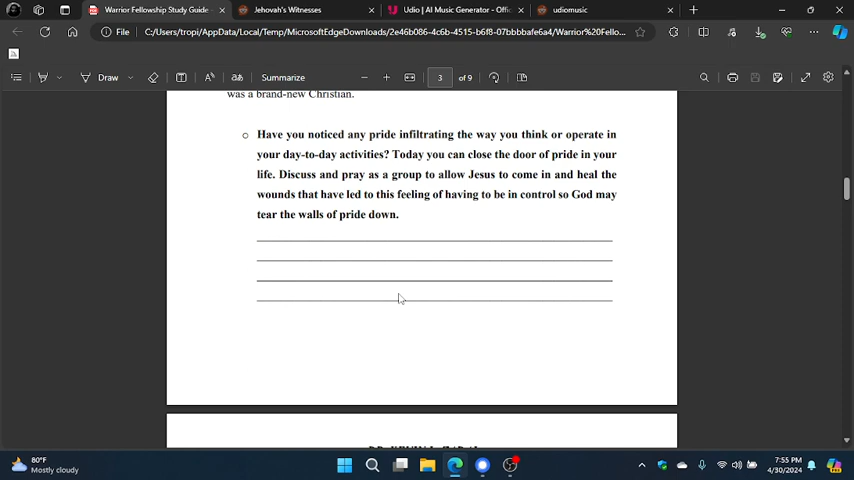 Warrior Fellowship Study Guide -
Jehovah's Witnesses
Udio | AI Music Generator - Offic
udiomusic
File
C:/Users/tropi/AppData/Local/Temp/MicrosoftEdgeDownloads/2e46b086-4c6b-4515-b6f8-07bbbbafe6a4/Warrior%20Fello...
Draw
Summarize
3 of 9
was a brand-new Christian.
Have you noticed any pride infiltrating the way you think or operate in
your day-to-day activities? Today you can close the door of pride in your
life. Discuss and pray as a group to allow Jesus to come in and heal the
wounds that have led to this feeling of having to be in control so God may
tear the walls of pride down.
80°F
Mostly cloudy
7:55 PM
4/30/2024